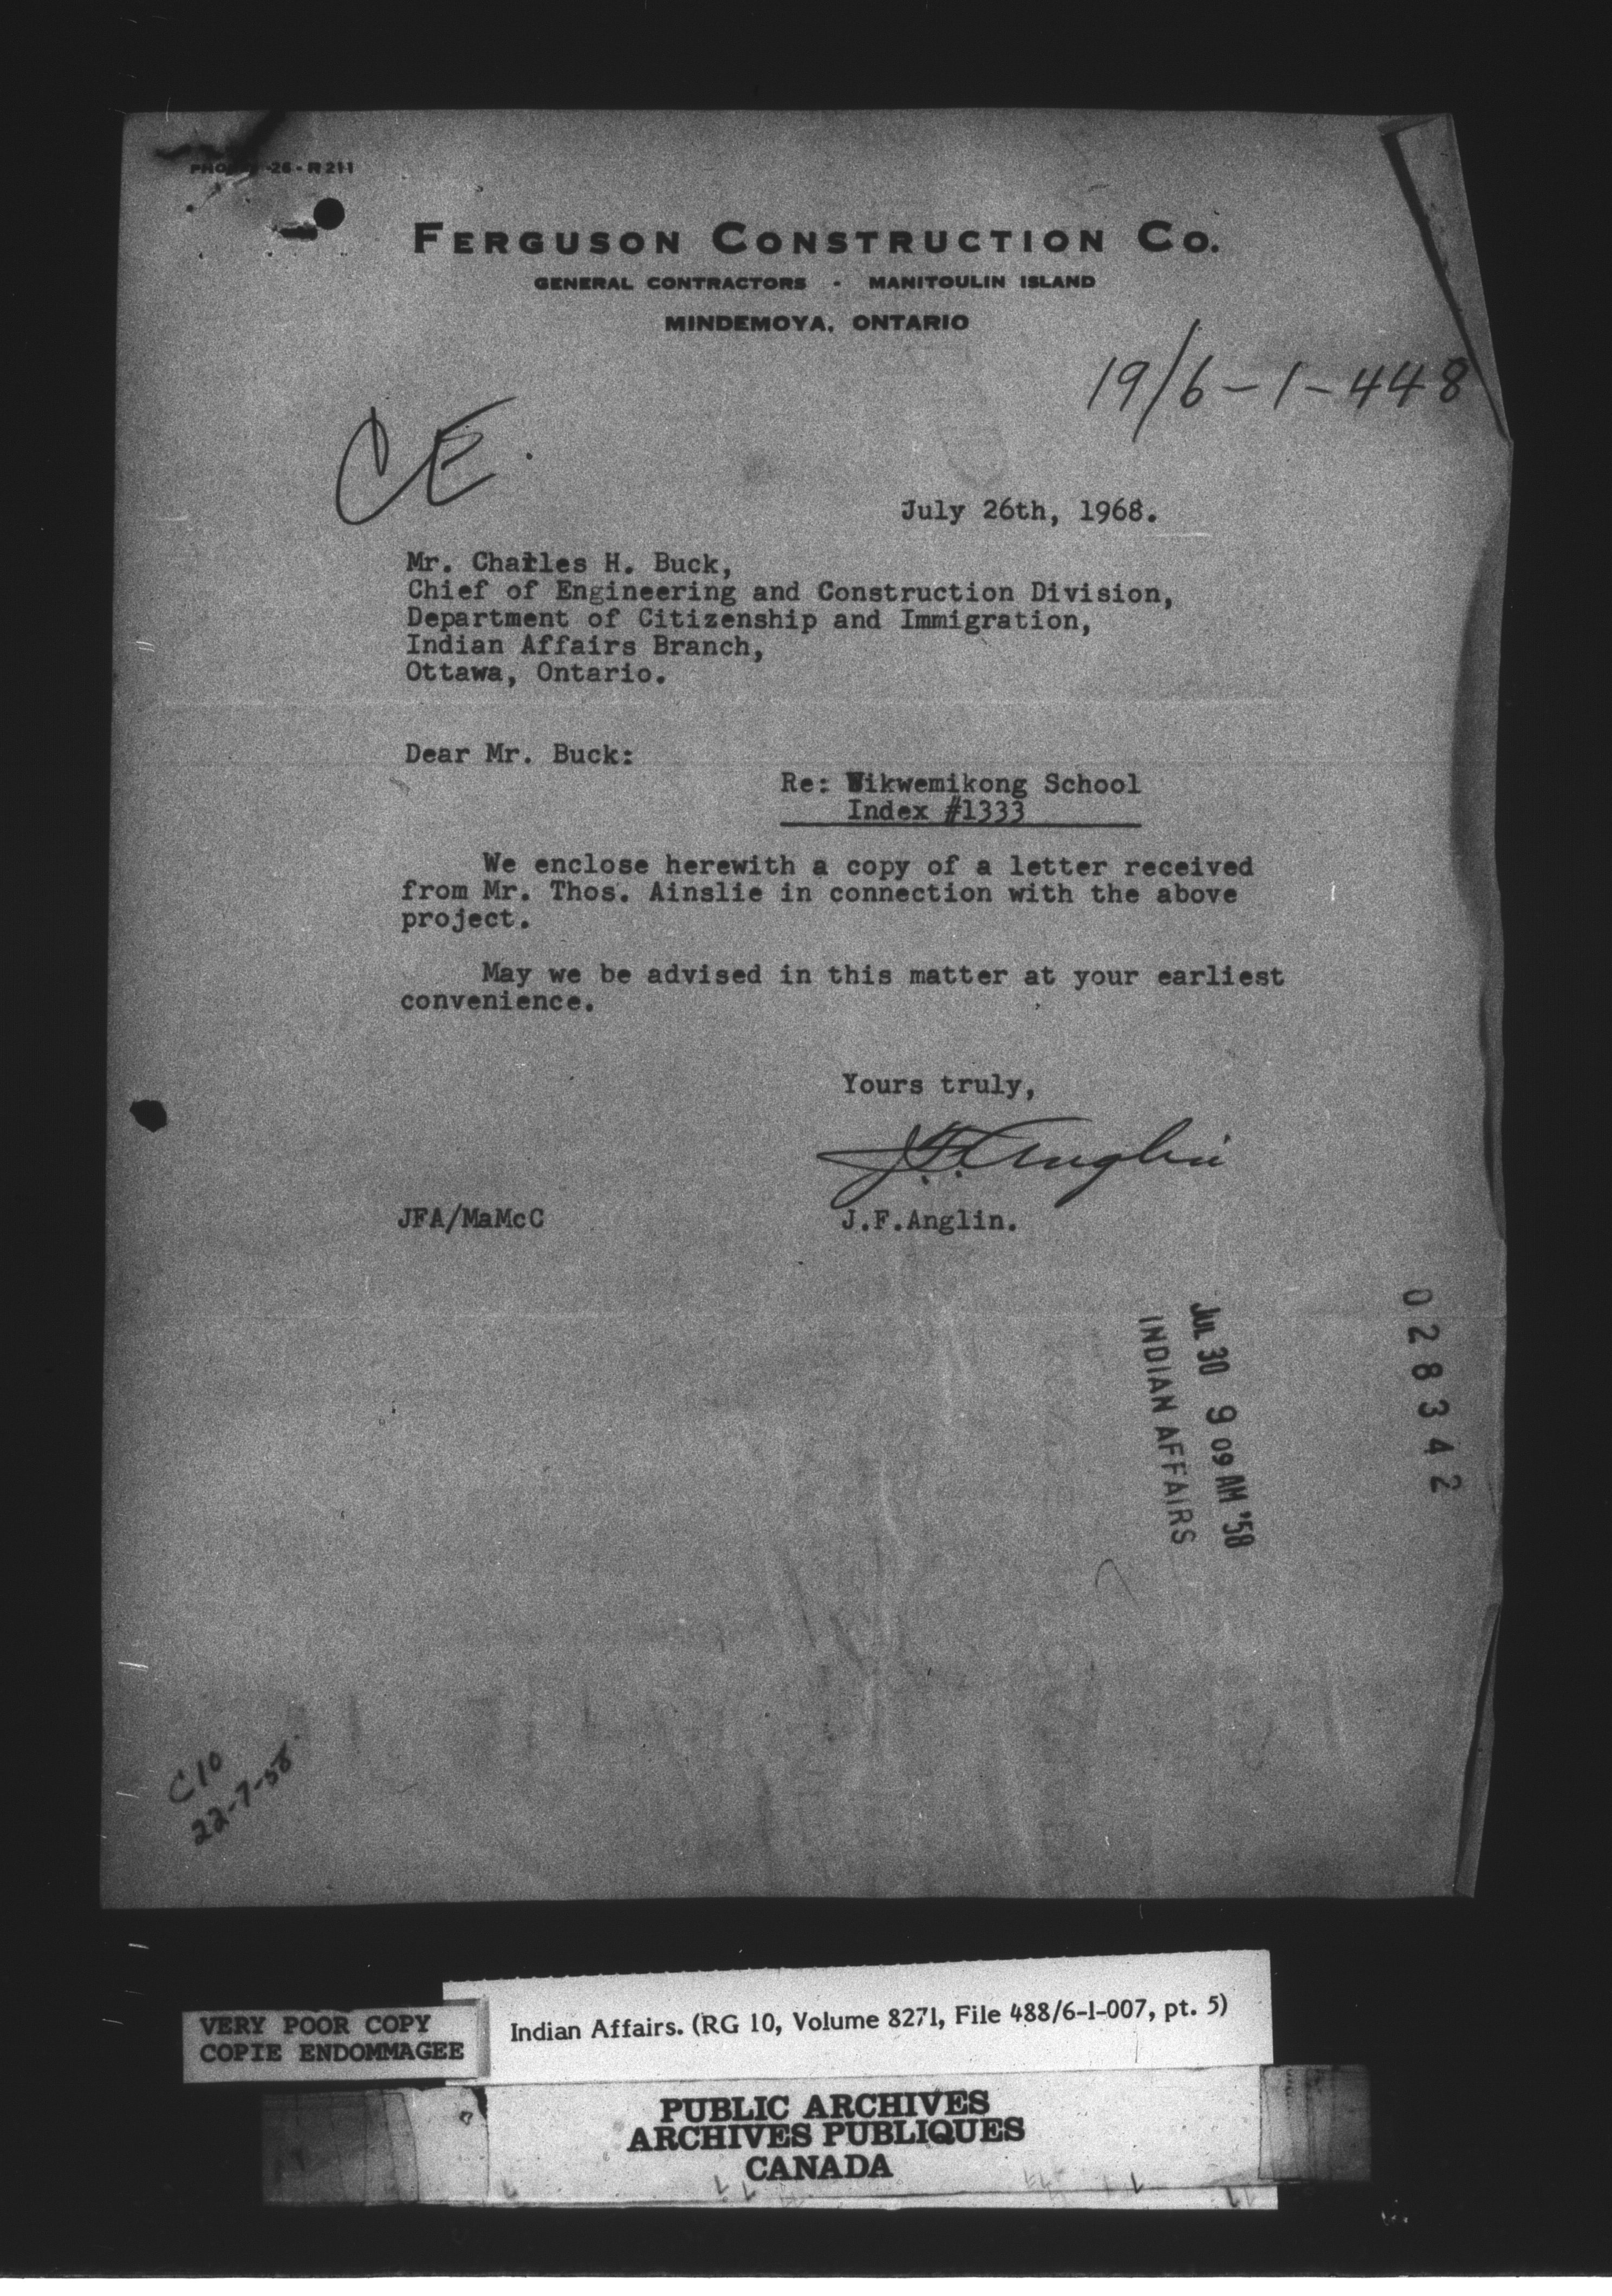 -26 - R 211
FERGUSON CONSTRUCTION CO.
GENERAL CONTRACTORS - MANITOULIN ISLAND
MINDEMOYA, ONTARIO
19/6-1-448
CE.
July 26th, 1968.
Mr. Charles H. Buck,
Chief of Engineering and Construction Division,
Department of Citizenship and Immigration,
Indian Affairs Branch,
Ottawa, Ontario.
Dear Mr. Buck:
Re: Wikwemikong School
Index #1333
We enclose herewith a copy of a letter received
from Mr. Thos. Ainslie in connection with the above
project.
May we be advised in this matter at your earliest
convenience.
Yours truly,
J.F. Anglin
JFA/MaMcC
J.F.Anglin.
JUL 30 9 09 AM '58
INDIAN AFFAIRS
028342
C10
22-7-58
VERY POOR COPY
COPIE ENDOMMAGEE
Indian Affairs. (RG 10, Volume 8271, File 488/6-1-007, pt. 5)
PUBLIC ARCHIVES
ARCHIVES PUBLIQUES
CANADA